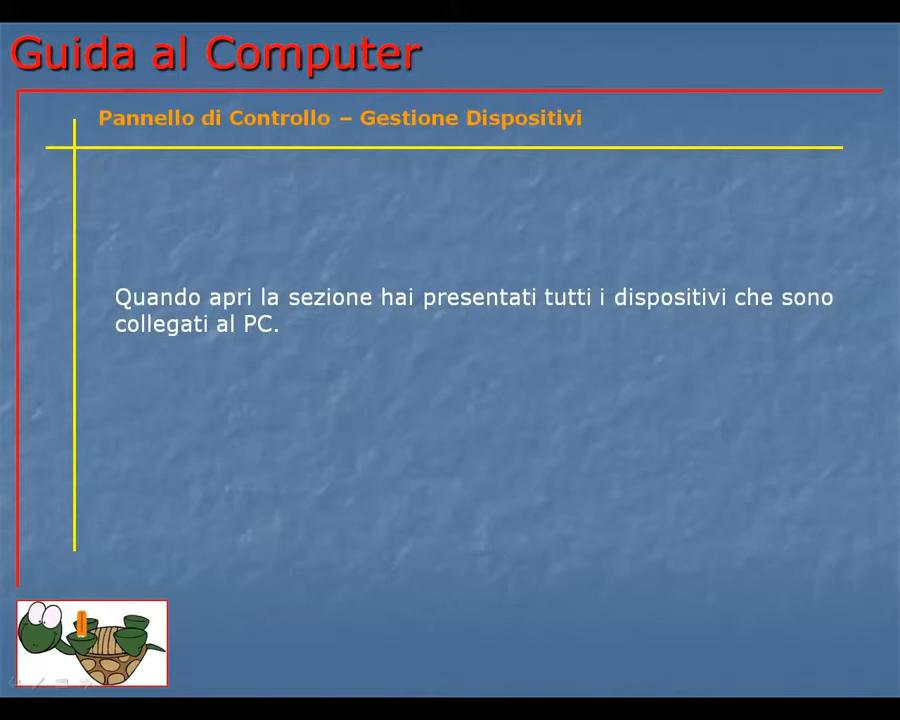 Guida al Computer
Pannello di Controllo – Gestione Dispositivi
Quando apri la sezione hai presentati tutti i dispositivi che sono
collegati al PC.